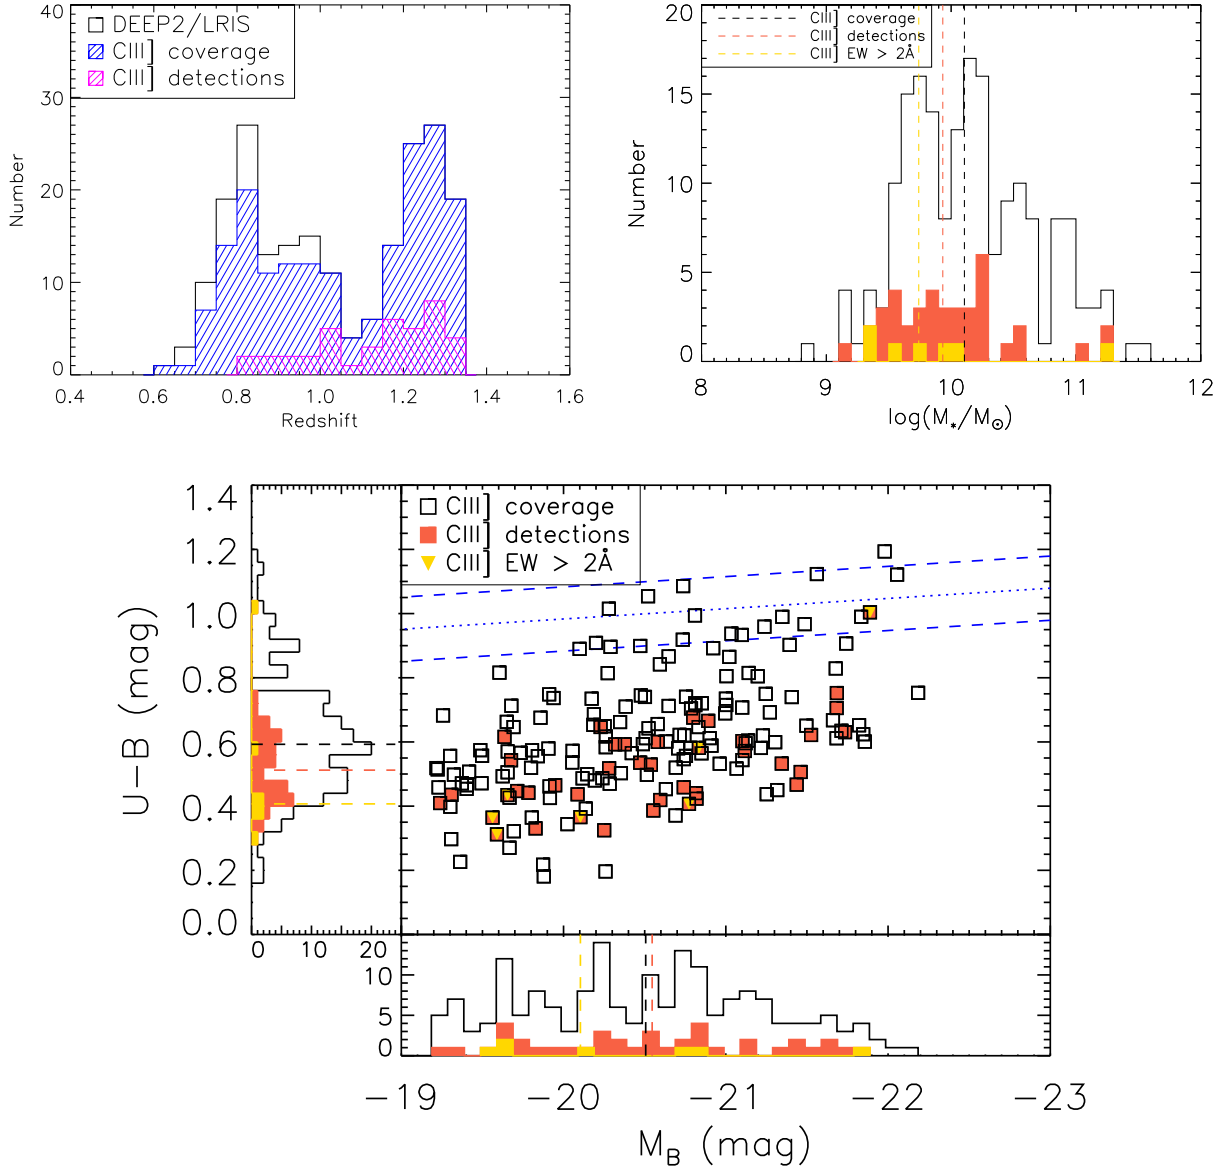 DEEP2/LRIS
CIII] coverage
CIII] detections
Number
40
30
20
10
0
0.4 0.6 0.8 1.0 1.2 1.4 1.6
Redshift
CIII] coverage
CIII] detections
CIII] EW > 2Å
Number
20
15
10
5
0
8 9 10 11 12
log(M*/M⊙)
CIII] coverage
CIII] detections
CIII] EW > 2Å
U−B (mag)
1.4
1.2
1.0
0.8
0.6
0.4
0.2
0.0
0 10 20
10
5
0
−19 −20 −21 −22 −23
M_B (mag)